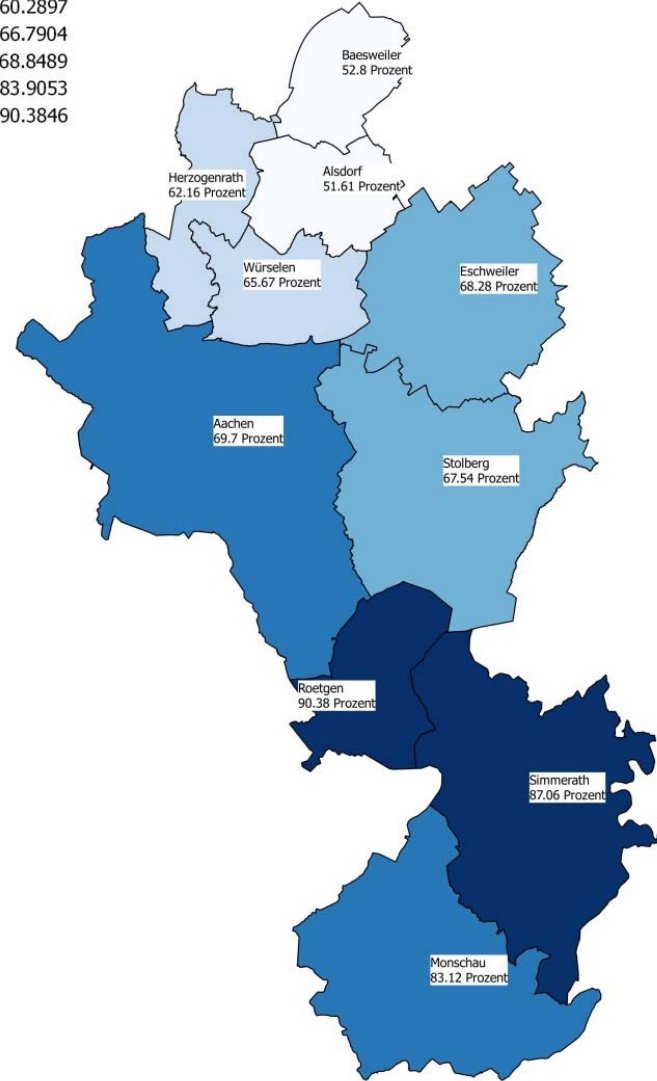 60.2897
66.7904
68.8489
83.9053
90.3846
Baesweiler
52.8 Prozent
Alsdorf
51.61 Prozent
Herzogenrath
62.16 Prozent
Würselen
65.67 Prozent
Eschweiler
68.28 Prozent
Aachen
69.7 Prozent
Stolberg
67.54 Prozent
Roetgen
90.38 Prozent
Simmerath
87.06 Prozent
Monschau
83.12 Prozent